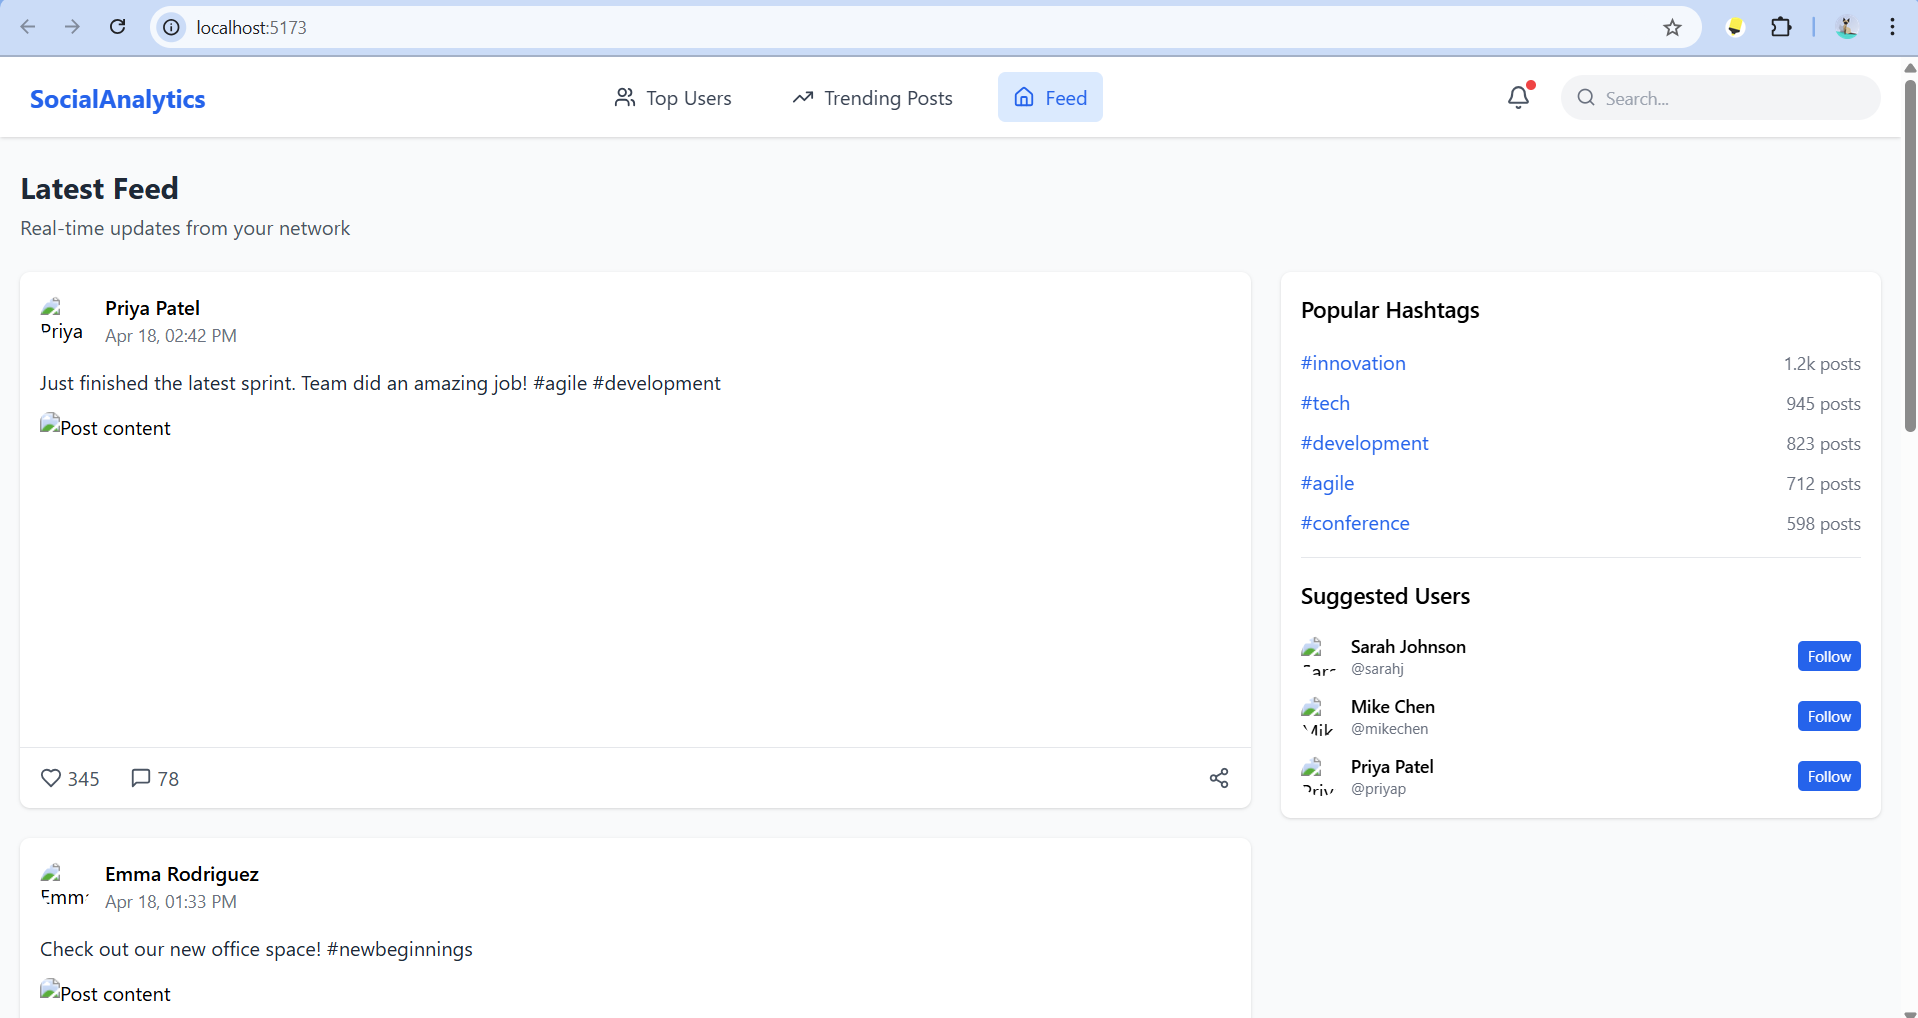 localhost:5173
SocialAnalytics
Top Users
Trending Posts
Feed
Search...
Latest Feed
Real-time updates from your network
Priya
Priya Patel
Apr 18, 02:42 PM
Just finished the latest sprint. Team did an amazing job! #agile #development
Post content
345
78
Emma
Emma Rodriguez
Apr 18, 01:33 PM
Check out our new office space! #newbeginnings
Post content
Popular Hashtags
#innovation 1.2k posts
#tech 945 posts
#development 823 posts
#agile 712 posts
#conference 598 posts
Suggested Users
Sara
Sarah Johnson
@sarahj
Follow
Mik
Mike Chen
@mikechen
Follow
Priy
Priya Patel
@priyap
Follow